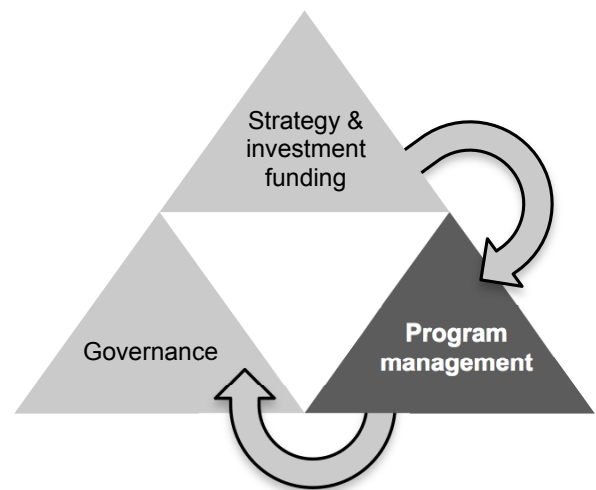 Strategy &
investment
funding
Governance
Program
management